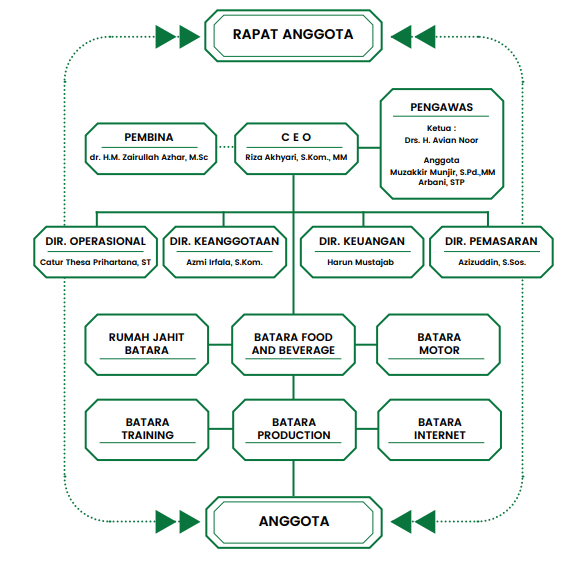 RAPAT ANGGOTA
PENGAWAS
Ketua :
Drs. H. Avian Noor
Anggota
Muzakkir Munjir, S.Pd.,MM
Arbani, STP
PEMBINA
dr. H.M. Zairullah Azhar, M.Sc
C E O
Riza Akhyari, S.Kom., MM
DIR. OPERASIONAL
Catur Thesa Prihartana, ST
DIR. KEANGGOTAAN
Azmi Irfala, S.Kom.
DIR. KEUANGAN
Harun Mustajab
DIR. PEMASARAN
Azizuddin, S.Sos.
RUMAH JAHIT
BATARA
BATARA FOOD
AND BEVERAGE
BATARA
MOTOR
BATARA
TRAINING
BATARA
PRODUCTION
BATARA
INTERNET
ANGGOTA